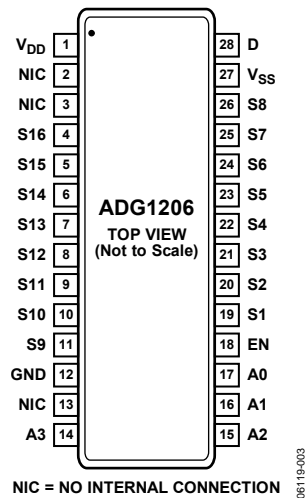 VDD 1 28 D
NIC 2 27 VSS
NIC 3 26 S8
S16 4 25 S7
S15 5 24 S6
S14 6 23 S5
S13 7 ADG1206 22 S4
S12 8 TOP VIEW (Not to Scale) 21 S3
S11 9 20 S2
S10 10 19 S1
S9 11 18 EN
GND 12 17 A0
NIC 13 16 A1
A3 14 15 A2
NIC = NO INTERNAL CONNECTION
06119-003